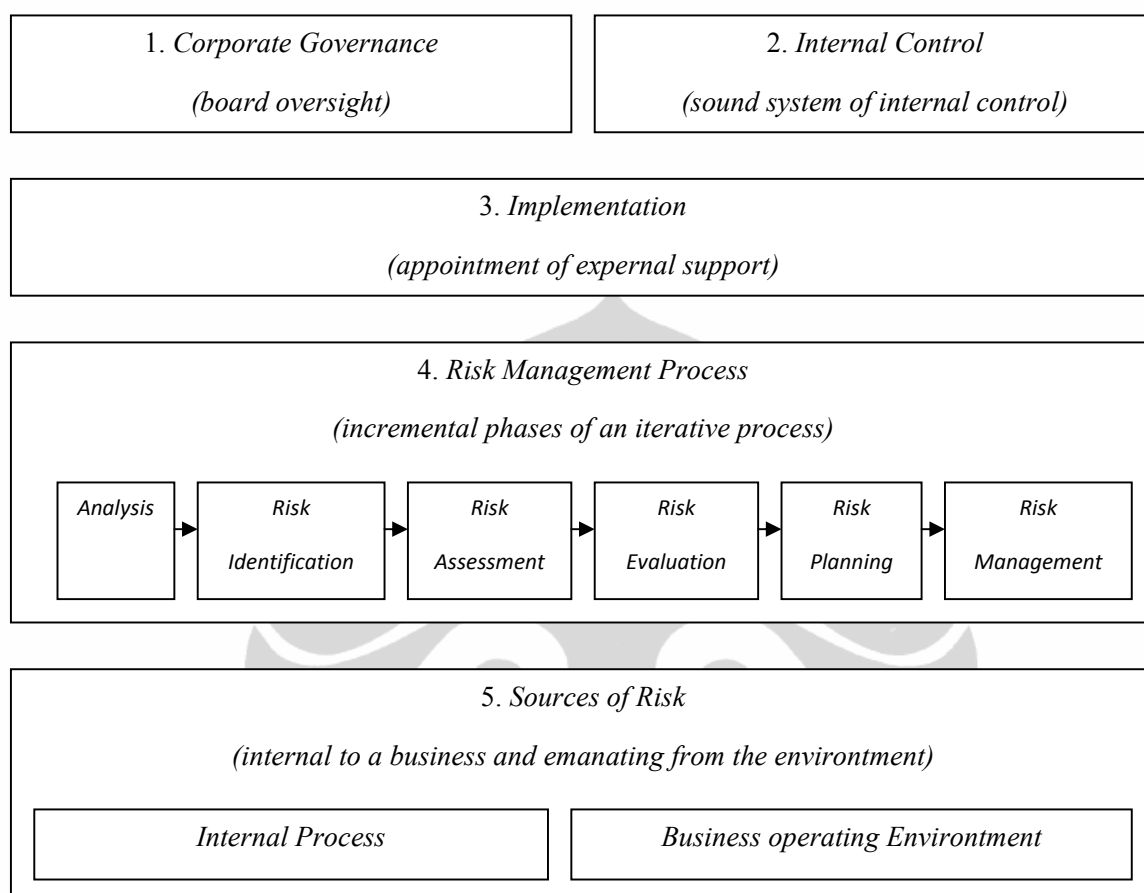 1. Corporate Governance
(board oversight)
2. Internal Control
(sound system of internal control)
3. Implementation
(appointment of expernal support)
4. Risk Management Process
(incremental phases of an iterative process)
Analysis
Risk
Identification
Risk
Assessment
Risk
Evaluation
Risk
Planning
Risk
Management
5. Sources of Risk
(internal to a business and emanating from the environtment)
Internal Process
Business operating Environtment